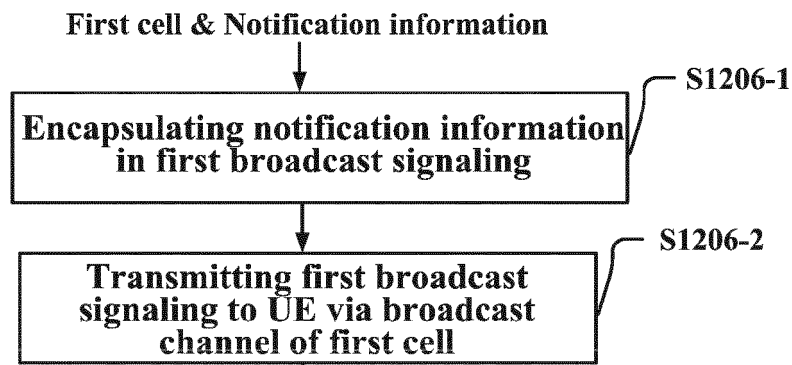 First cell & Notification information
S1206-1
Encapsulating notification information
in first broadcast signaling
S1206-2
Transmitting first broadcast
signaling to UE via broadcast
channel of first cell